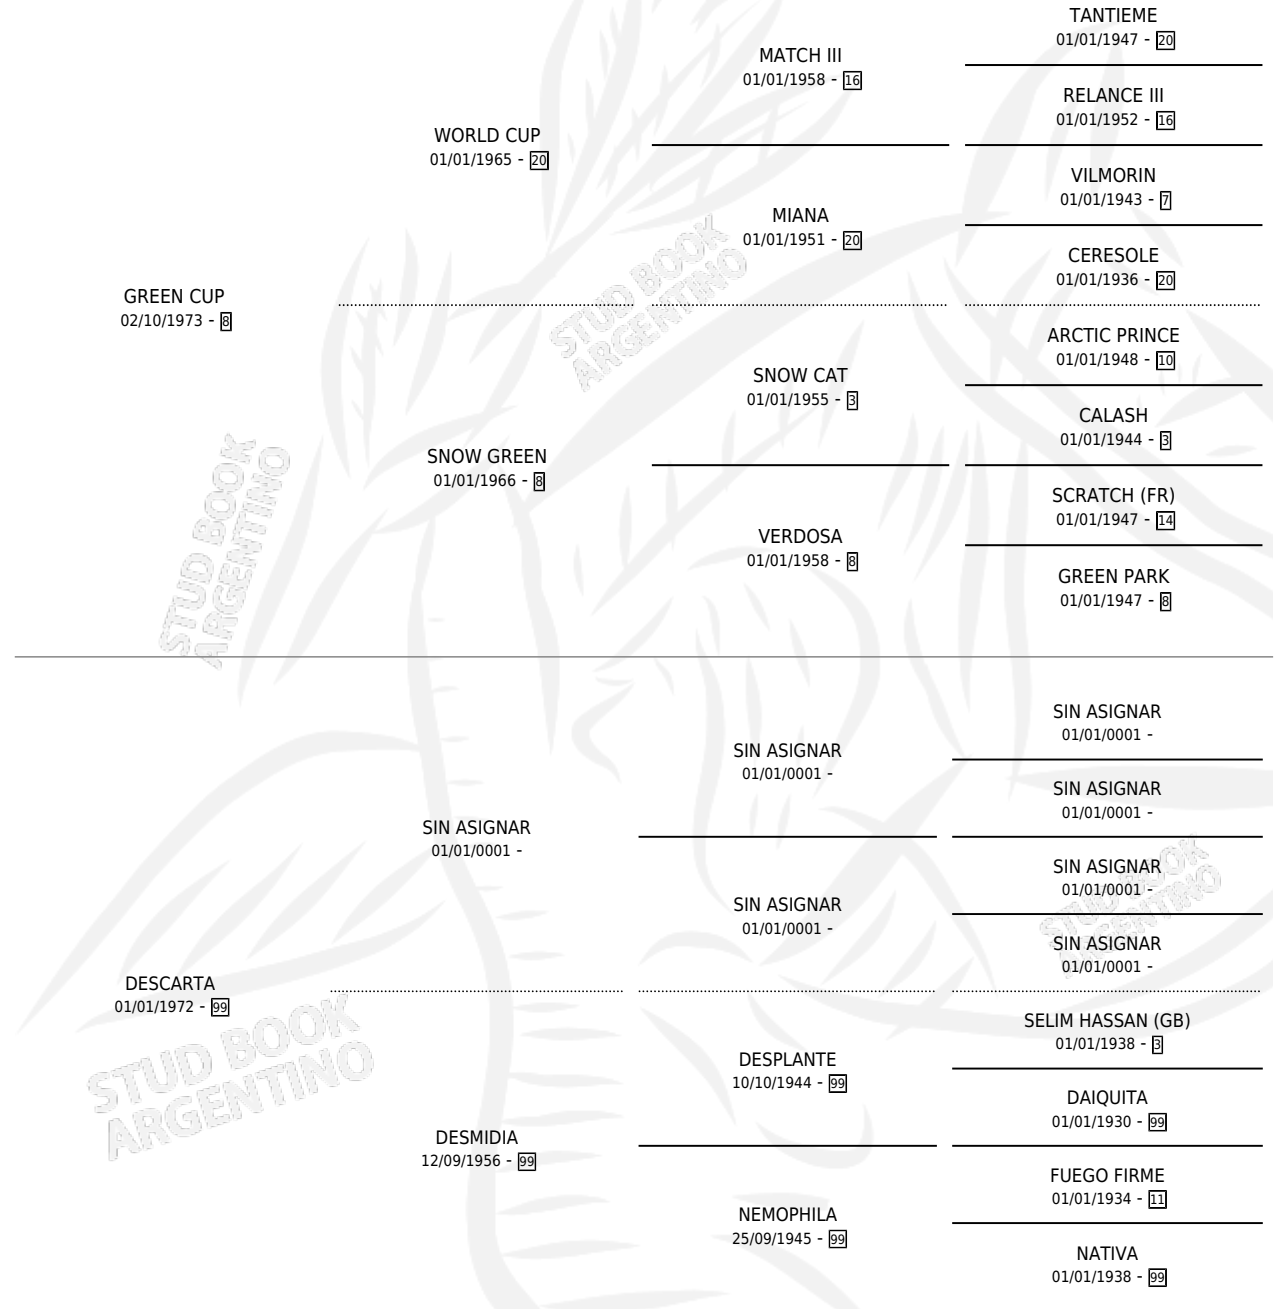 TANTIEME
01/01/1947 - 20
MATCH III
01/01/1958 - 16
RELANCE III
01/01/1952 - 16
WORLD CUP
01/01/1965 - 20
VILMORIN
01/01/1943 - 7
MIANA
01/01/1951 - 20
CERESOLE
01/01/1936 - 20
GREEN CUP
02/10/1973 - 8
ARCTIC PRINCE
01/01/1948 - 10
SNOW CAT
01/01/1955 - 3
CALASH
01/01/1944 - 3
SNOW GREEN
01/01/1966 - 8
SCRATCH (FR)
01/01/1947 - 14
VERDOSA
01/01/1958 - 8
GREEN PARK
01/01/1947 - 8
STUD BOOK
ARGENTINO
STUD BOOK
ARGENTINO
SIN ASIGNAR
01/01/0001 -
SIN ASIGNAR
01/01/0001 -
SIN ASIGNAR
01/01/0001 -
SIN ASIGNAR
01/01/0001 -
SIN ASIGNAR
01/01/0001 -
SIN ASIGNAR
01/01/0001 -
SIN ASIGNAR
01/01/0001 -
STUD BOOK
ARGENTINO
DESCARTA
01/01/1972 - 99
SELIM HASSAN (GB)
01/01/1938 - 3
DESPLANTE
10/10/1944 - 99
DAIQUITA
01/01/1930 - 99
DESMIDIA
12/09/1956 - 99
FUEGO FIRME
01/01/1934 - 11
NEMOPHILA
25/09/1945 - 99
NATIVA
01/01/1938 - 99
STUD BOOK
ARGENTINO